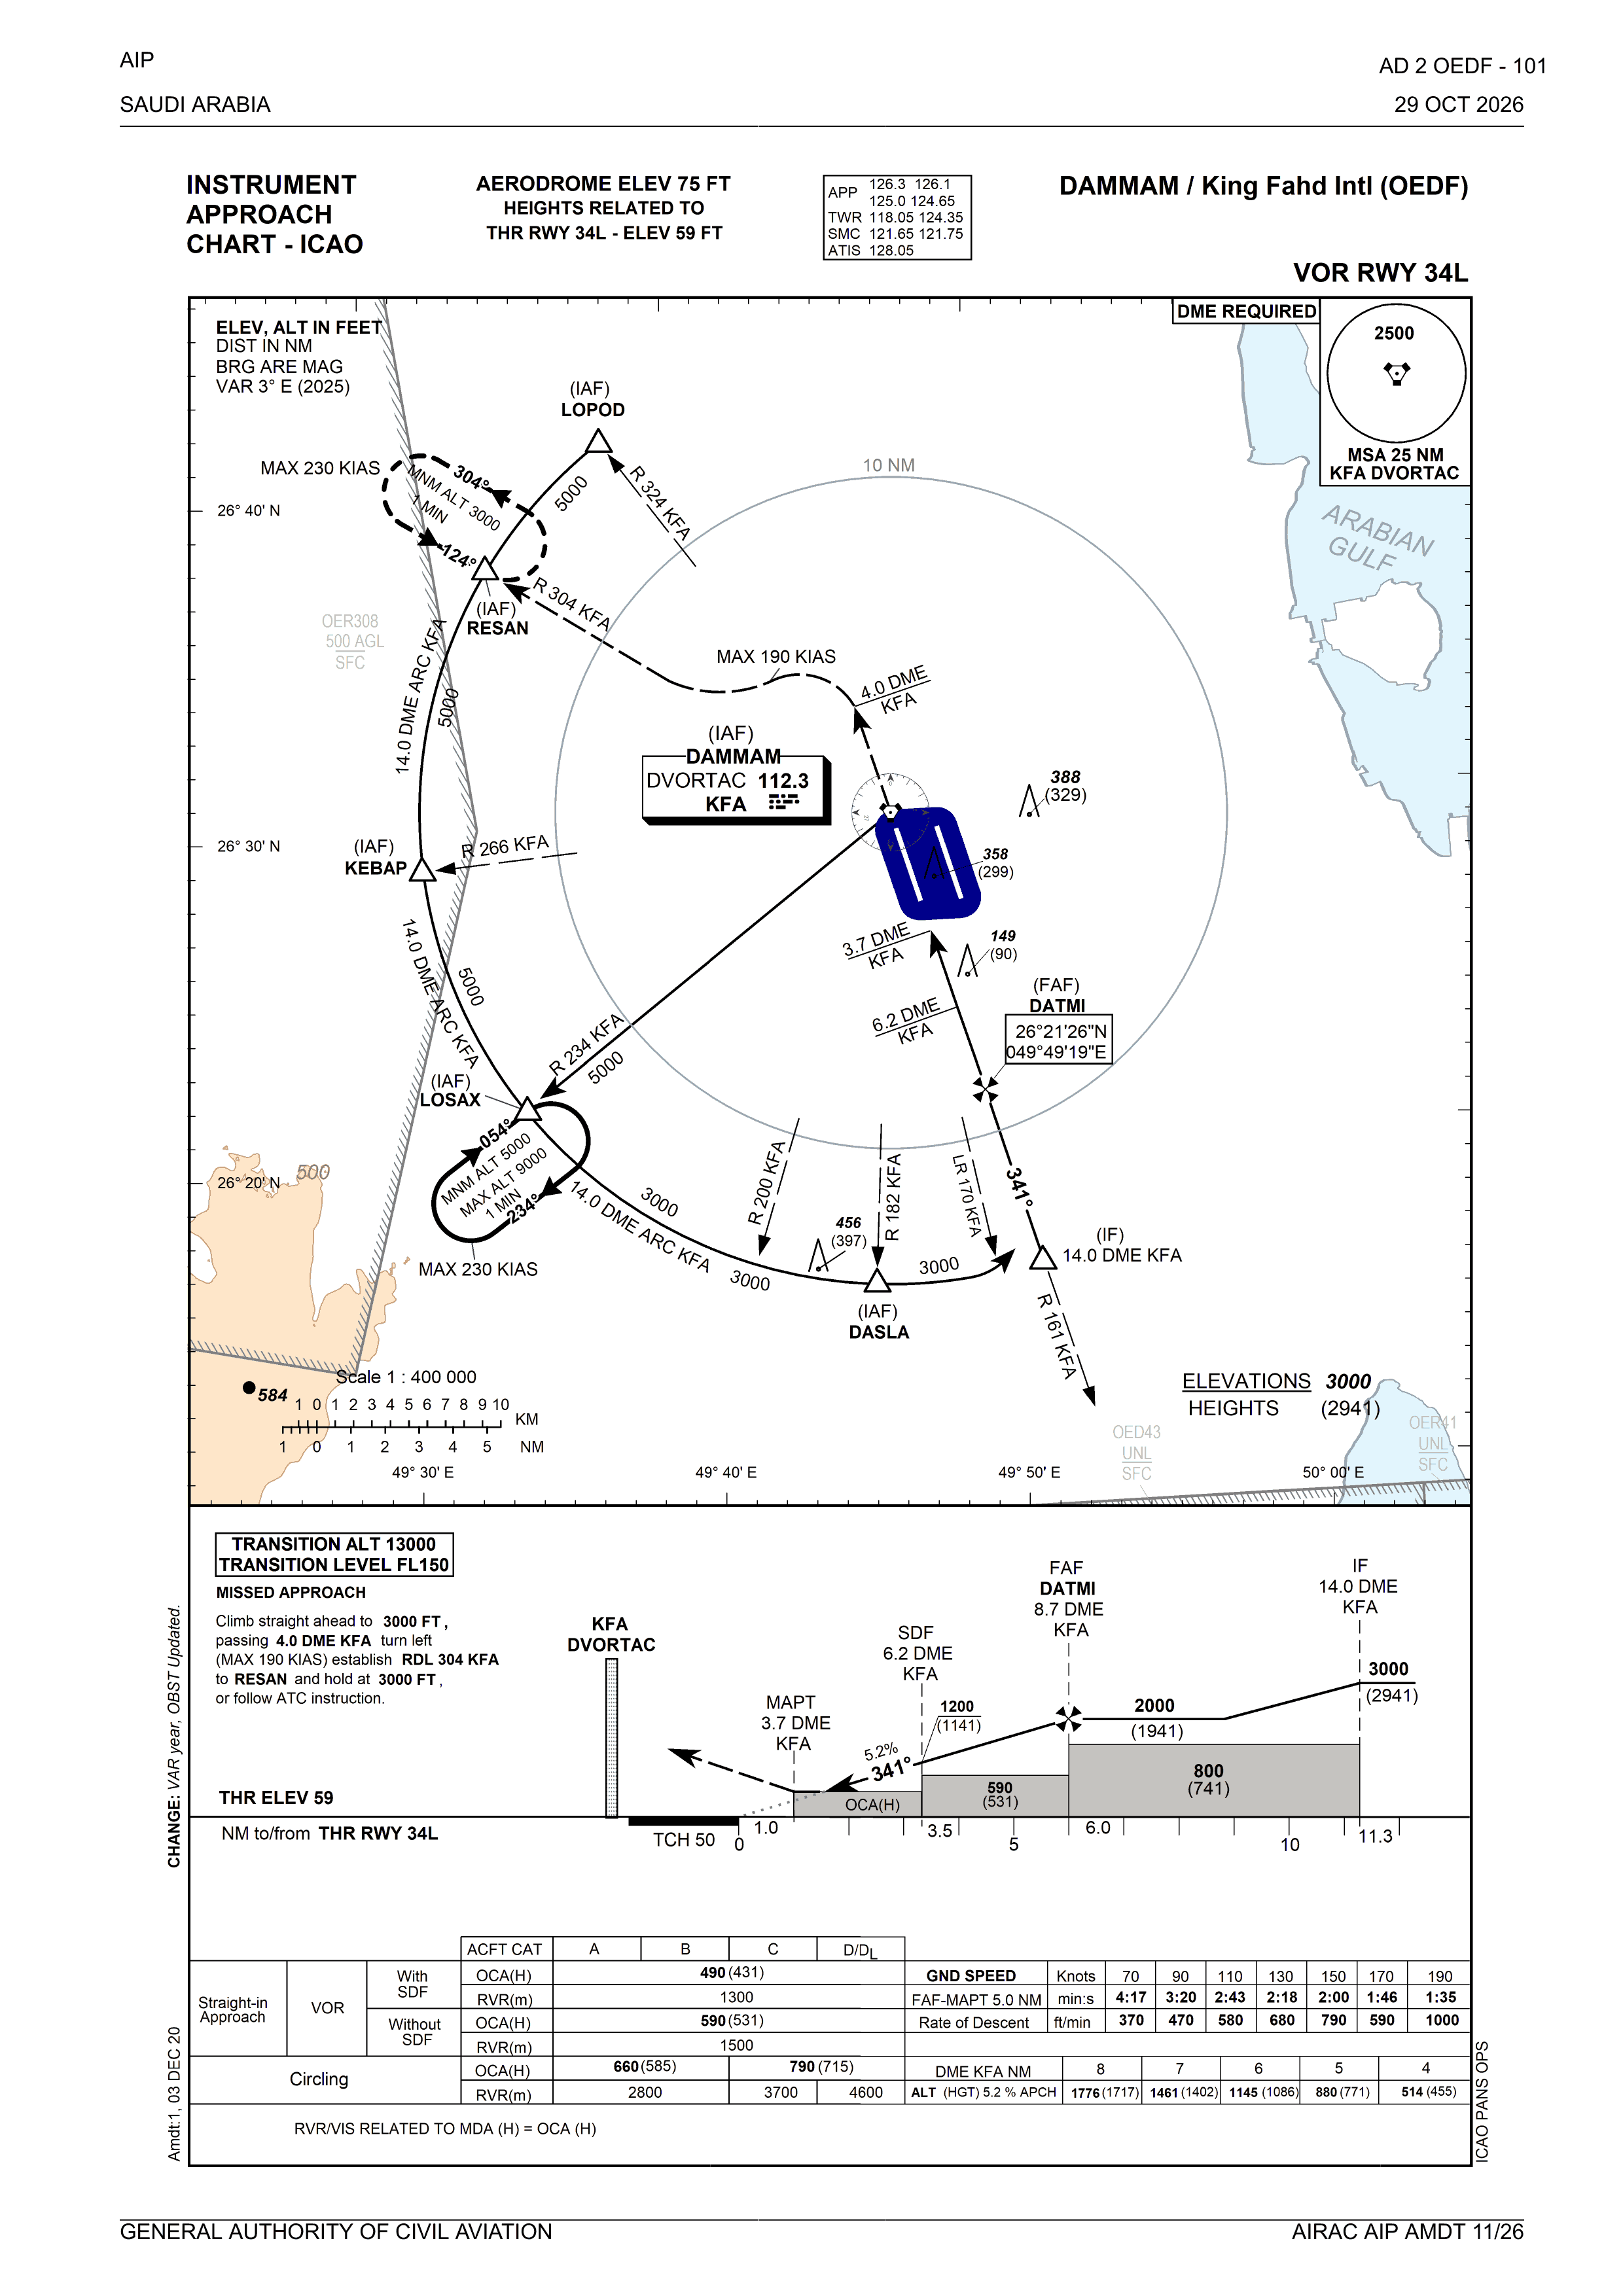 AIP
AD 2 OEDF - 101
SAUDI ARABIA
29 OCT 2026
INSTRUMENT
APPROACH
CHART - ICAO
AERODROME ELEV 75 FT
HEIGHTS RELATED TO
THR RWY 34L - ELEV 59 FT
APP 126.3 126.1
125.0 124.65
TWR 118.05 124.35
SMC 121.65 121.75
ATIS 128.05
DAMMAM / King Fahd Intl (OEDF)
VOR RWY 34L
ELEV, ALT IN FEET
DIST IN NM
BRG ARE MAG
VAR 3° E (2025)
DME REQUIRED
2500
MSA 25 NM
KFA DVORTAC
(IAF)
LOPOD
MAX 230 KIAS
304°
MNM ALT 3000
1 MIN
124°
5000
R 324 KFA
10 NM
26° 40' N
ARABIAN
GULF
(IAF)
RESAN
R 304 KFA
OER308
500 AGL
SFC
14.0 DME ARC KFA
5000
MAX 190 KIAS
4.0 DME
KFA
(IAF)
DAMMAM
DVORTAC 112.3
KFA
388
(329)
358
(299)
26° 30' N
(IAF)
KEBAP
R 266 KFA
149
(90)
3.7 DME
KFA
14.0 DME ARC KFA
5000
6.2 DME
KFA
(FAF)
DATMI
26°21'26"N
049°49'19"E
R 234 KFA
5000
(IAF)
LOSAX
054°
MNM ALT 5000
MAX ALT 9000
1 MIN
234°
MAX 230 KIAS
500
26° 20' N
14.0 DME ARC KFA
3000
3000
R 200 KFA
R 182 KFA
LR 170 KFA
341°
456
(397)
3000
(IAF)
DASLA
(IF)
14.0 DME KFA
R 161 KFA
584
Scale 1 : 400 000
1 0 1 2 3 4 5 6 7 8 9 10
KM
1 0 1 2 3 4 5 NM
ELEVATIONS 3000
HEIGHTS (2941)
OED43
UNL
SFC
OER41
UNL
SFC
49° 30' E
49° 40' E
49° 50' E
50° 00' E
TRANSITION ALT 13000
TRANSITION LEVEL FL150
MISSED APPROACH
Climb straight ahead to 3000 FT ,
passing 4.0 DME KFA turn left
(MAX 190 KIAS) establish RDL 304 KFA
to RESAN and hold at 3000 FT ,
or follow ATC instruction.
KFA
DVORTAC
MAPT
3.7 DME
KFA
SDF
6.2 DME
KFA
FAF
DATMI
8.7 DME
KFA
IF
14.0 DME
KFA
1200
(1141)
2000
(1941)
3000
(2941)
5.2%
341°
OCA(H)
590
(531)
800
(741)
THR ELEV 59
NM to/from THR RWY 34L
TCH 50
0 1.0 3.5 5 6.0 10 11.3
CHANGE: VAR year, OBST Updated.
Amdt:1, 03 DEC 20
ACFT CAT A B C D/DL
Straight-in
Approach
VOR
With
SDF
OCA(H) 490 (431)
RVR(m) 1300
Without
SDF
OCA(H) 590 (531)
RVR(m) 1500
Circling
OCA(H) 660 (585) 790 (715)
RVR(m) 2800 3700 4600
GND SPEED Knots 70 90 110 130 150 170 190
FAF-MAPT 5.0 NM min:s 4:17 3:20 2:43 2:18 2:00 1:46 1:35
Rate of Descent ft/min 370 470 580 680 790 590 1000
DME KFA NM 8 7 6 5 4
ALT (HGT) 5.2 % APCH 1776 (1717) 1461 (1402) 1145 (1086) 880 (771) 514 (455)
RVR/VIS RELATED TO MDA (H) = OCA (H)
ICAO PANS OPS
GENERAL AUTHORITY OF CIVIL AVIATION
AIRAC AIP AMDT 11/26